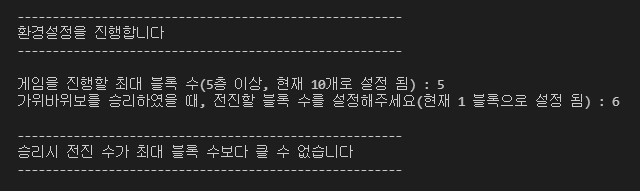 -------------------------------------------------------
환경설정을 진행합니다
-------------------------------------------------------
게임을 진행할 최대 블록 수(5층 이상, 현재 10개로 설정 됨) : 5
가위바위보를 승리하였을 때, 전진할 블록 수를 설정해주세요(현재 1 블록으로 설정 됨) : 6
-------------------------------------------------------
승리시 전진 수가 최대 블록 수보다 클 수 없습니다
-------------------------------------------------------